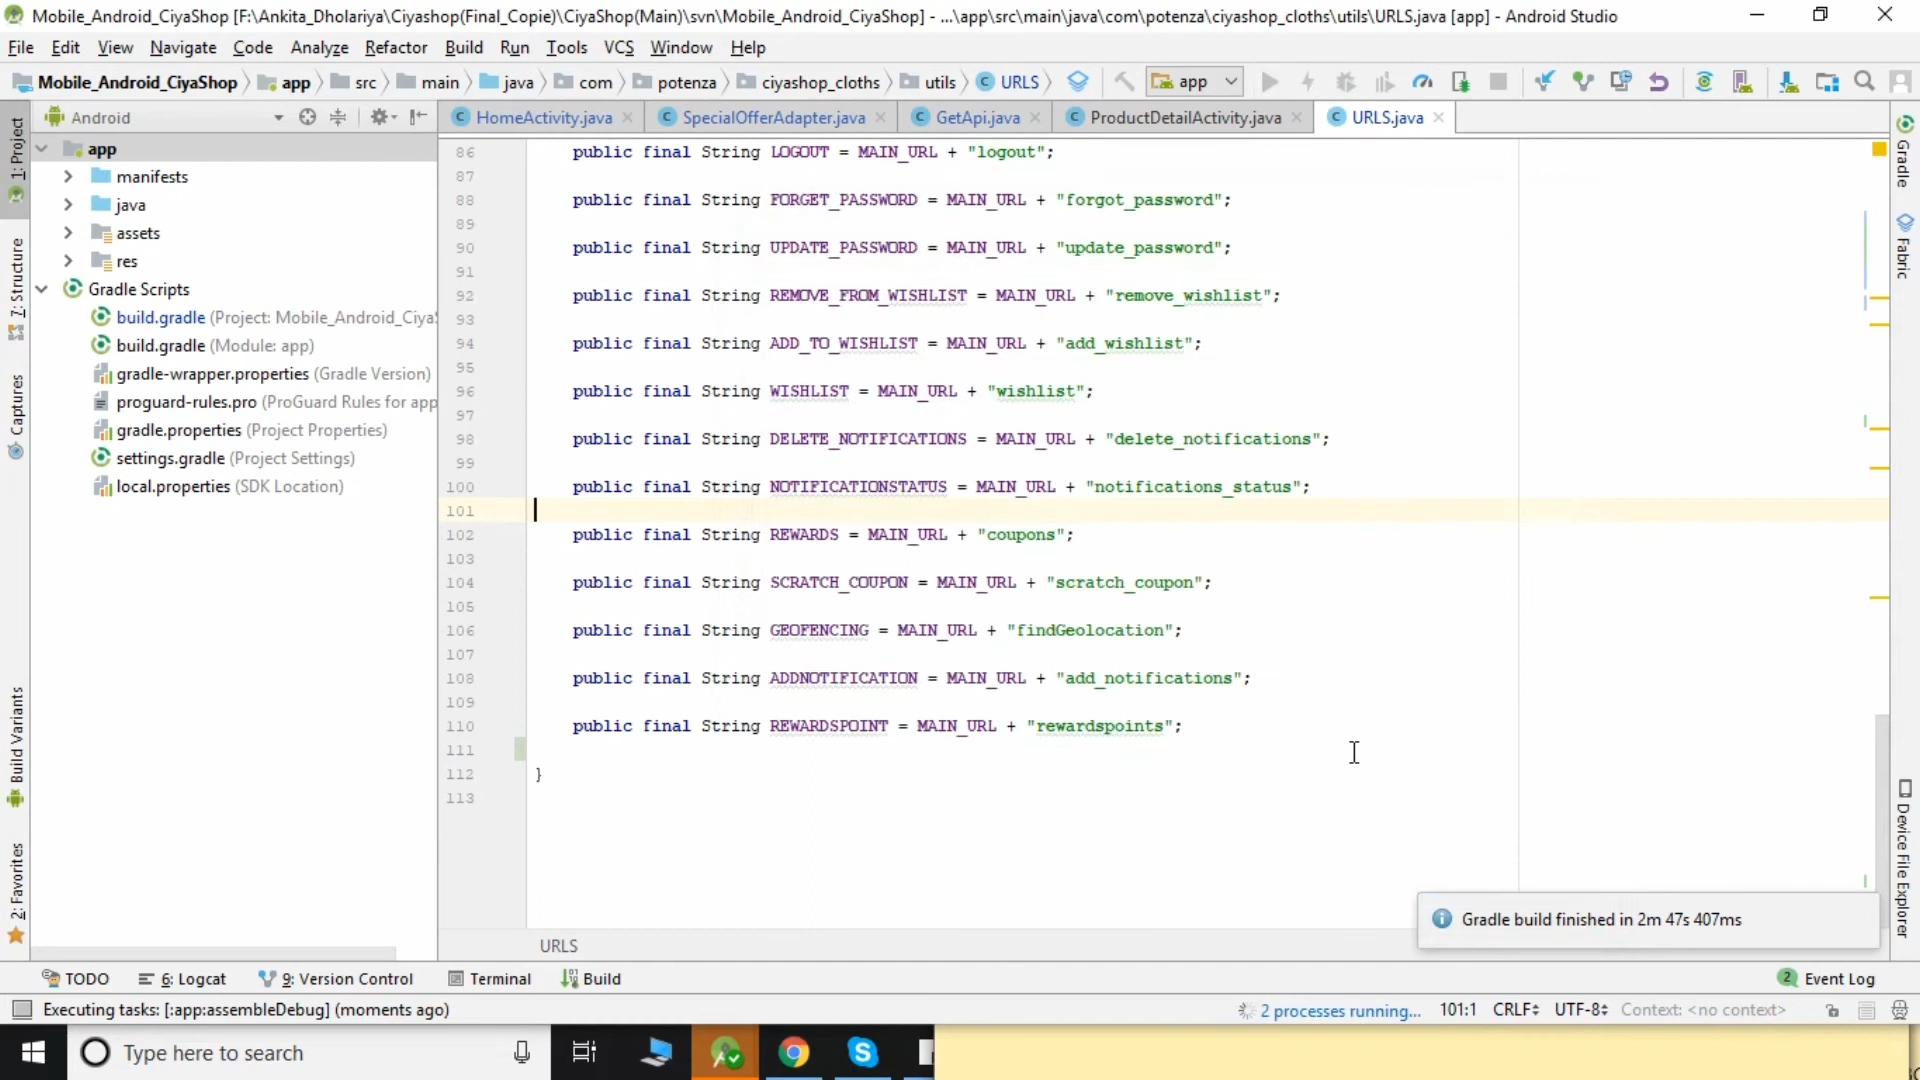 Mobile_Android_CiyaShop [F:\Ankita_Dholariya\Ciyashop(Final_Copie)\CiyaShop(Main)\svn\Mobile_Android_CiyaShop] - ...\app\src\main\java\com\potenza\ciyashop_cloths\utils\URLS.java [app] - Android Studio
File Edit View Navigate Code Analyze Refactor Build Run Tools VCS Window Help
Mobile_Android_CiyaShop app src main java com potenza ciyashop_cloths utils URLS app
Android HomeActivity.java SpecialOfferAdapter.java GetApi.java ProductDetailActivity.java URLS.java
1: Project
7: Structure
Captures
Build Variants
2: Favorites
app
manifests
java
assets
res
Gradle Scripts
build.gradle (Project: Mobile_Android_Ciya
build.gradle (Module: app)
gradle-wrapper.properties (Gradle Version)
proguard-rules.pro (ProGuard Rules for app
gradle.properties (Project Properties)
settings.gradle (Project Settings)
local.properties (SDK Location)
86 public final String LOGOUT = MAIN_URL + "logout";
87
88 public final String FORGET_PASSWORD = MAIN_URL + "forgot_password";
89
90 public final String UPDATE_PASSWORD = MAIN_URL + "update_password";
91
92 public final String REMOVE_FROM_WISHLIST = MAIN_URL + "remove_wishlist";
93
94 public final String ADD_TO_WISHLIST = MAIN_URL + "add_wishlist";
95
96 public final String WISHLIST = MAIN_URL + "wishlist";
97
98 public final String DELETE_NOTIFICATIONS = MAIN_URL + "delete_notifications";
99
100 public final String NOTIFICATIONSTATUS = MAIN_URL + "notifications_status";
101
102 public final String REWARDS = MAIN_URL + "coupons";
103
104 public final String SCRATCH_COUPON = MAIN_URL + "scratch_coupon";
105
106 public final String GEOFENCING = MAIN_URL + "findGeolocation";
107
108 public final String ADDNOTIFICATION = MAIN_URL + "add_notifications";
109
110 public final String REWARDSPOINT = MAIN_URL + "rewardspoints";
111
112 }
113
Gradle
Fabric
Device File Explorer
Gradle build finished in 2m 47s 407ms
URLS
TODO 6: Logcat 9: Version Control Terminal Build 2 Event Log
Executing tasks: [:app:assembleDebug] (moments ago) 2 processes running... 101:1 CRLF UTF-8 Context: <no context>
Type here to search